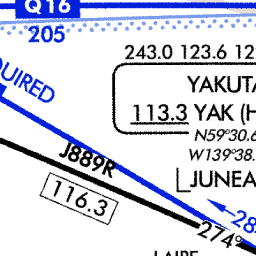 Q16
205
243.0 123.6 12
QUIRED
YAKUTA
113.3 YAK (H
N59°30.6
W139°38.
J889R
JUNEA
116.3
28
274°
LAIRE